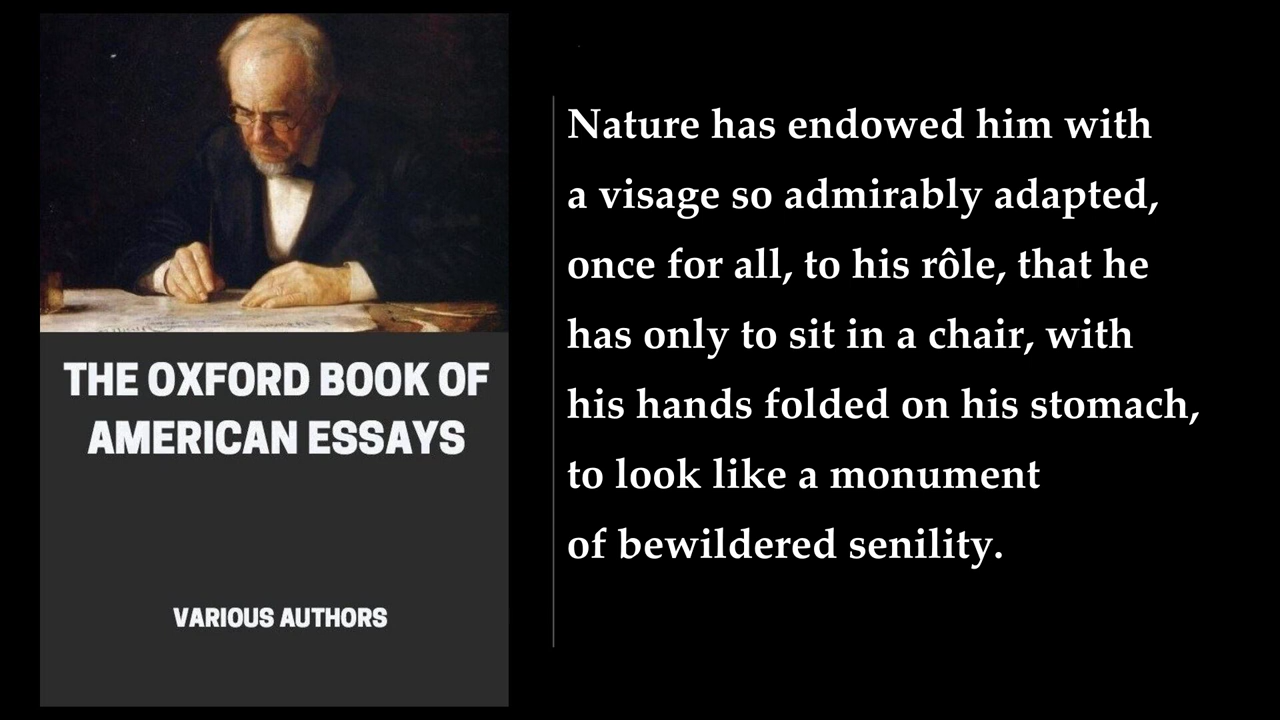 THE OXFORD BOOK OF
AMERICAN ESSAYS
VARIOUS AUTHORS
Nature has endowed him with
a visage so admirably adapted,
once for all, to his rôle, that he
has only to sit in a chair, with
his hands folded on his stomach,
to look like a monument
of bewildered senility.